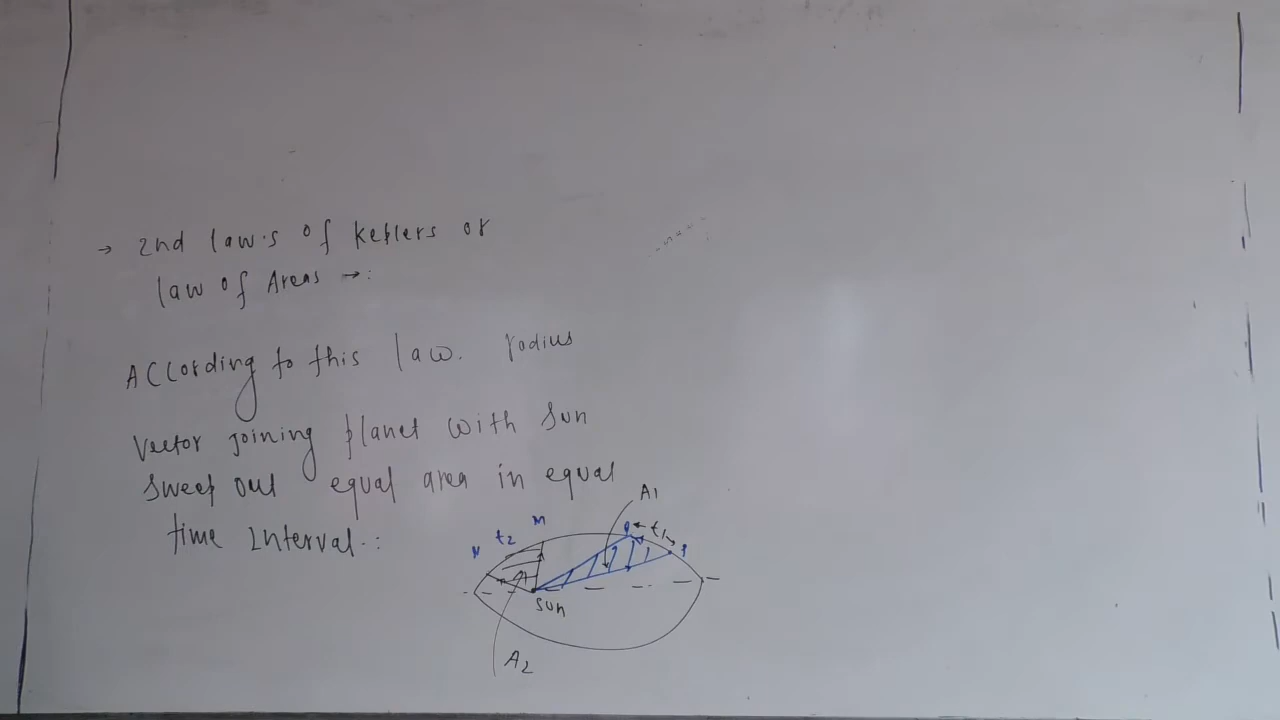 → 2nd law's of Keplers or
law of Areas →:
According to this law. radius
vector joining planet with sun
sweep out equal area in equal
time Interval.:
A1
M
t2
N
Q
t1
P
sun
A2